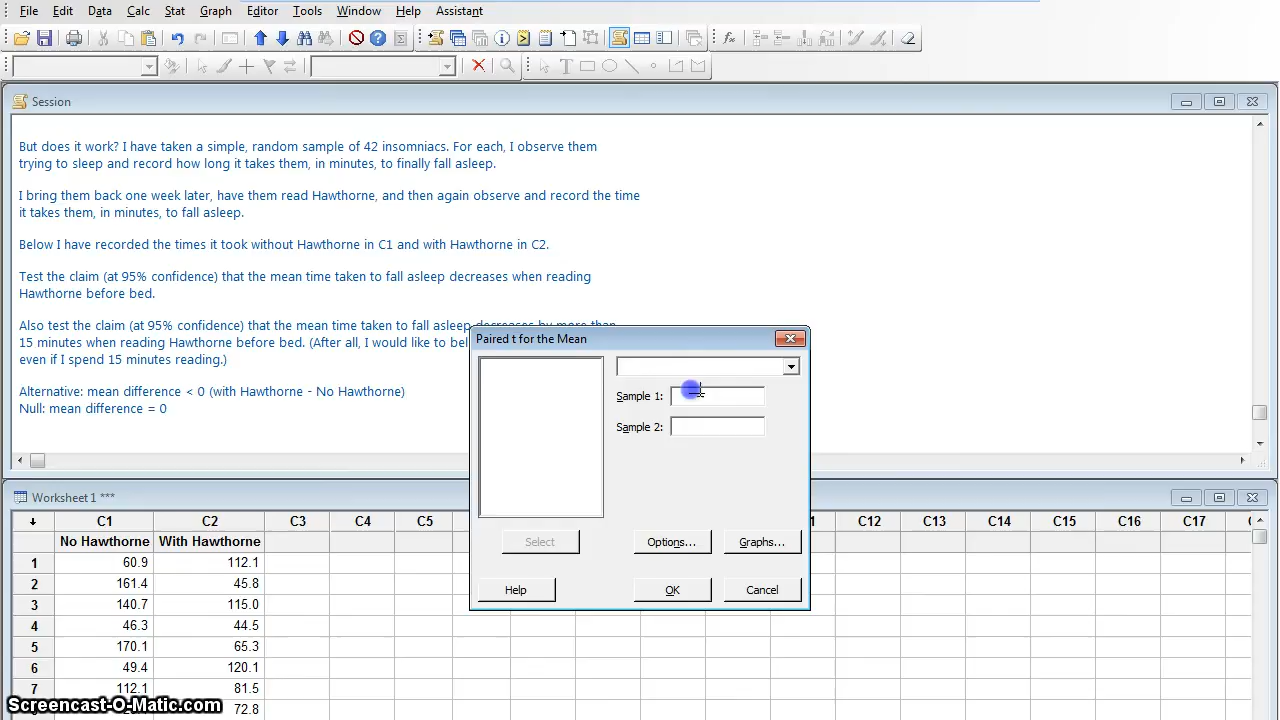 File Edit Data Calc Stat Graph Editor Tools Window Help Assistant
Session
But does it work? I have taken a simple, random sample of 42 insomniacs. For each, I observe them
trying to sleep and record how long it takes them, in minutes, to finally fall asleep.
I bring them back one week later, have them read Hawthorne, and then again observe and record the time
it takes them, in minutes, to fall asleep.
Below I have recorded the times it took without Hawthorne in C1 and with Hawthorne in C2.
Test the claim (at 95% confidence) that the mean time taken to fall asleep decreases when reading
Hawthorne before bed.
Also test the claim (at 95% confidence) that the mean time taken to fall asleep decreases by more than
15 minutes when reading Hawthorne before bed. (After all, I would like to bel
even if I spend 15 minutes reading.)
Alternative: mean difference < 0 (with Hawthorne - No Hawthorne)
Null: mean difference = 0
Paired t for the Mean
Sample 1:
Sample 2:
Select Options... Graphs...
Help OK Cancel
Worksheet 1 ***
C1 C2 C3 C4 C5 C12 C13 C14 C15 C16 C17
No Hawthorne With Hawthorne
1 60.9 112.1
2 161.4 45.8
3 140.7 115.0
4 46.3 44.5
5 170.1 65.3
6 49.4 120.1
7 112.1 81.5
72.8
Screencast-O-Matic.com